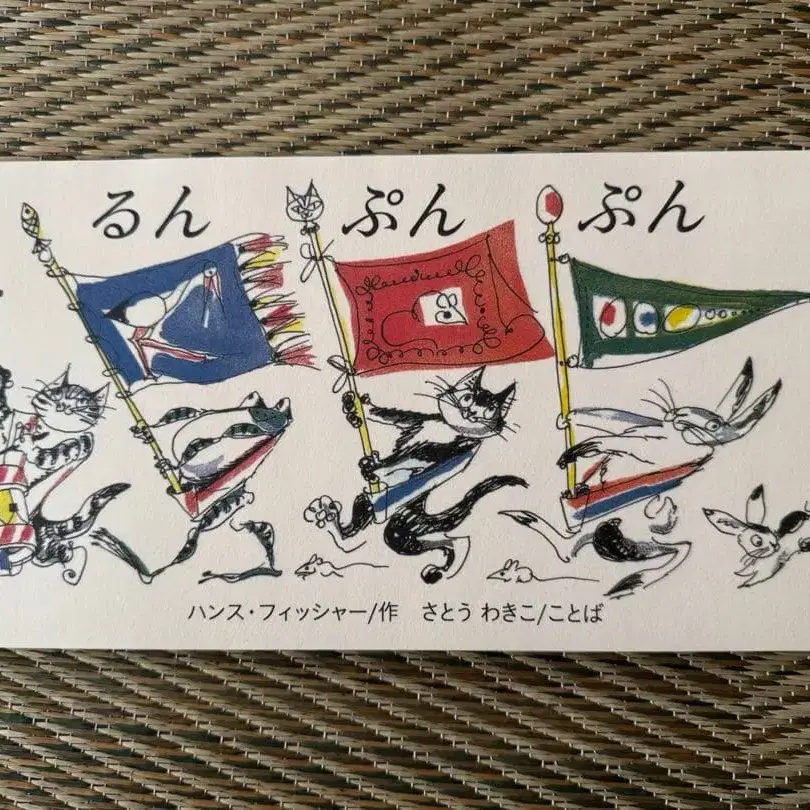 るん ぷん ぷん
ハンス・フィッシャー/作 さとう わきこ/ことば